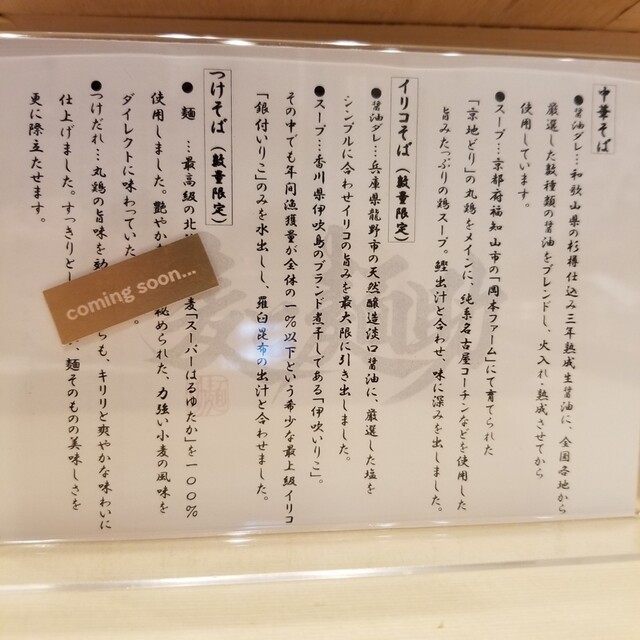 中華そば
●醤油ダレ…和歌山県の杉樽仕込み三年熟成生醤油に、全国各地から
厳選した数種類の醤油をブレンドし、火入れ・熟成させてから
使用しています。
●スープ…京都府福知山市の「岡本ファーム」にて育てられた
「京地どり」の丸鶏をメインに、純系名古屋コーチンなどを使用した
旨みたっぷりの鶏スープ。鰹出汁と合わせ、味に深みを出しました。
イリコそば（数量限定）
●醤油ダレ…兵庫県龍野市の天然醸造淡口醤油に、厳選した塩を
シンプルに合わせイリコの旨みを最大限に引き出しました。
●スープ…香川県伊吹島のブランド煮干しである「伊吹いりこ」。
その中でも年間漁獲量が全体の1％以下という希少な最上級イリコ
「銀付いりこ」のみを水出しし、羅臼昆布の出汁と合わせました。
つけそば（数量限定）
● 麺 …最高級の北海 麦「スーパーはるゆたか」を一〇〇％
使用しました。艶やか 秘められた、力強い小麦の風味を
ダイレクトに味わっていた 。
●つけだれ…丸鶏の旨味を効 らも、キリリと爽やかな味わいに
仕上げました。すっきりとし 、麺そのものの美味しさを
更に際立たせます。
coming soon...